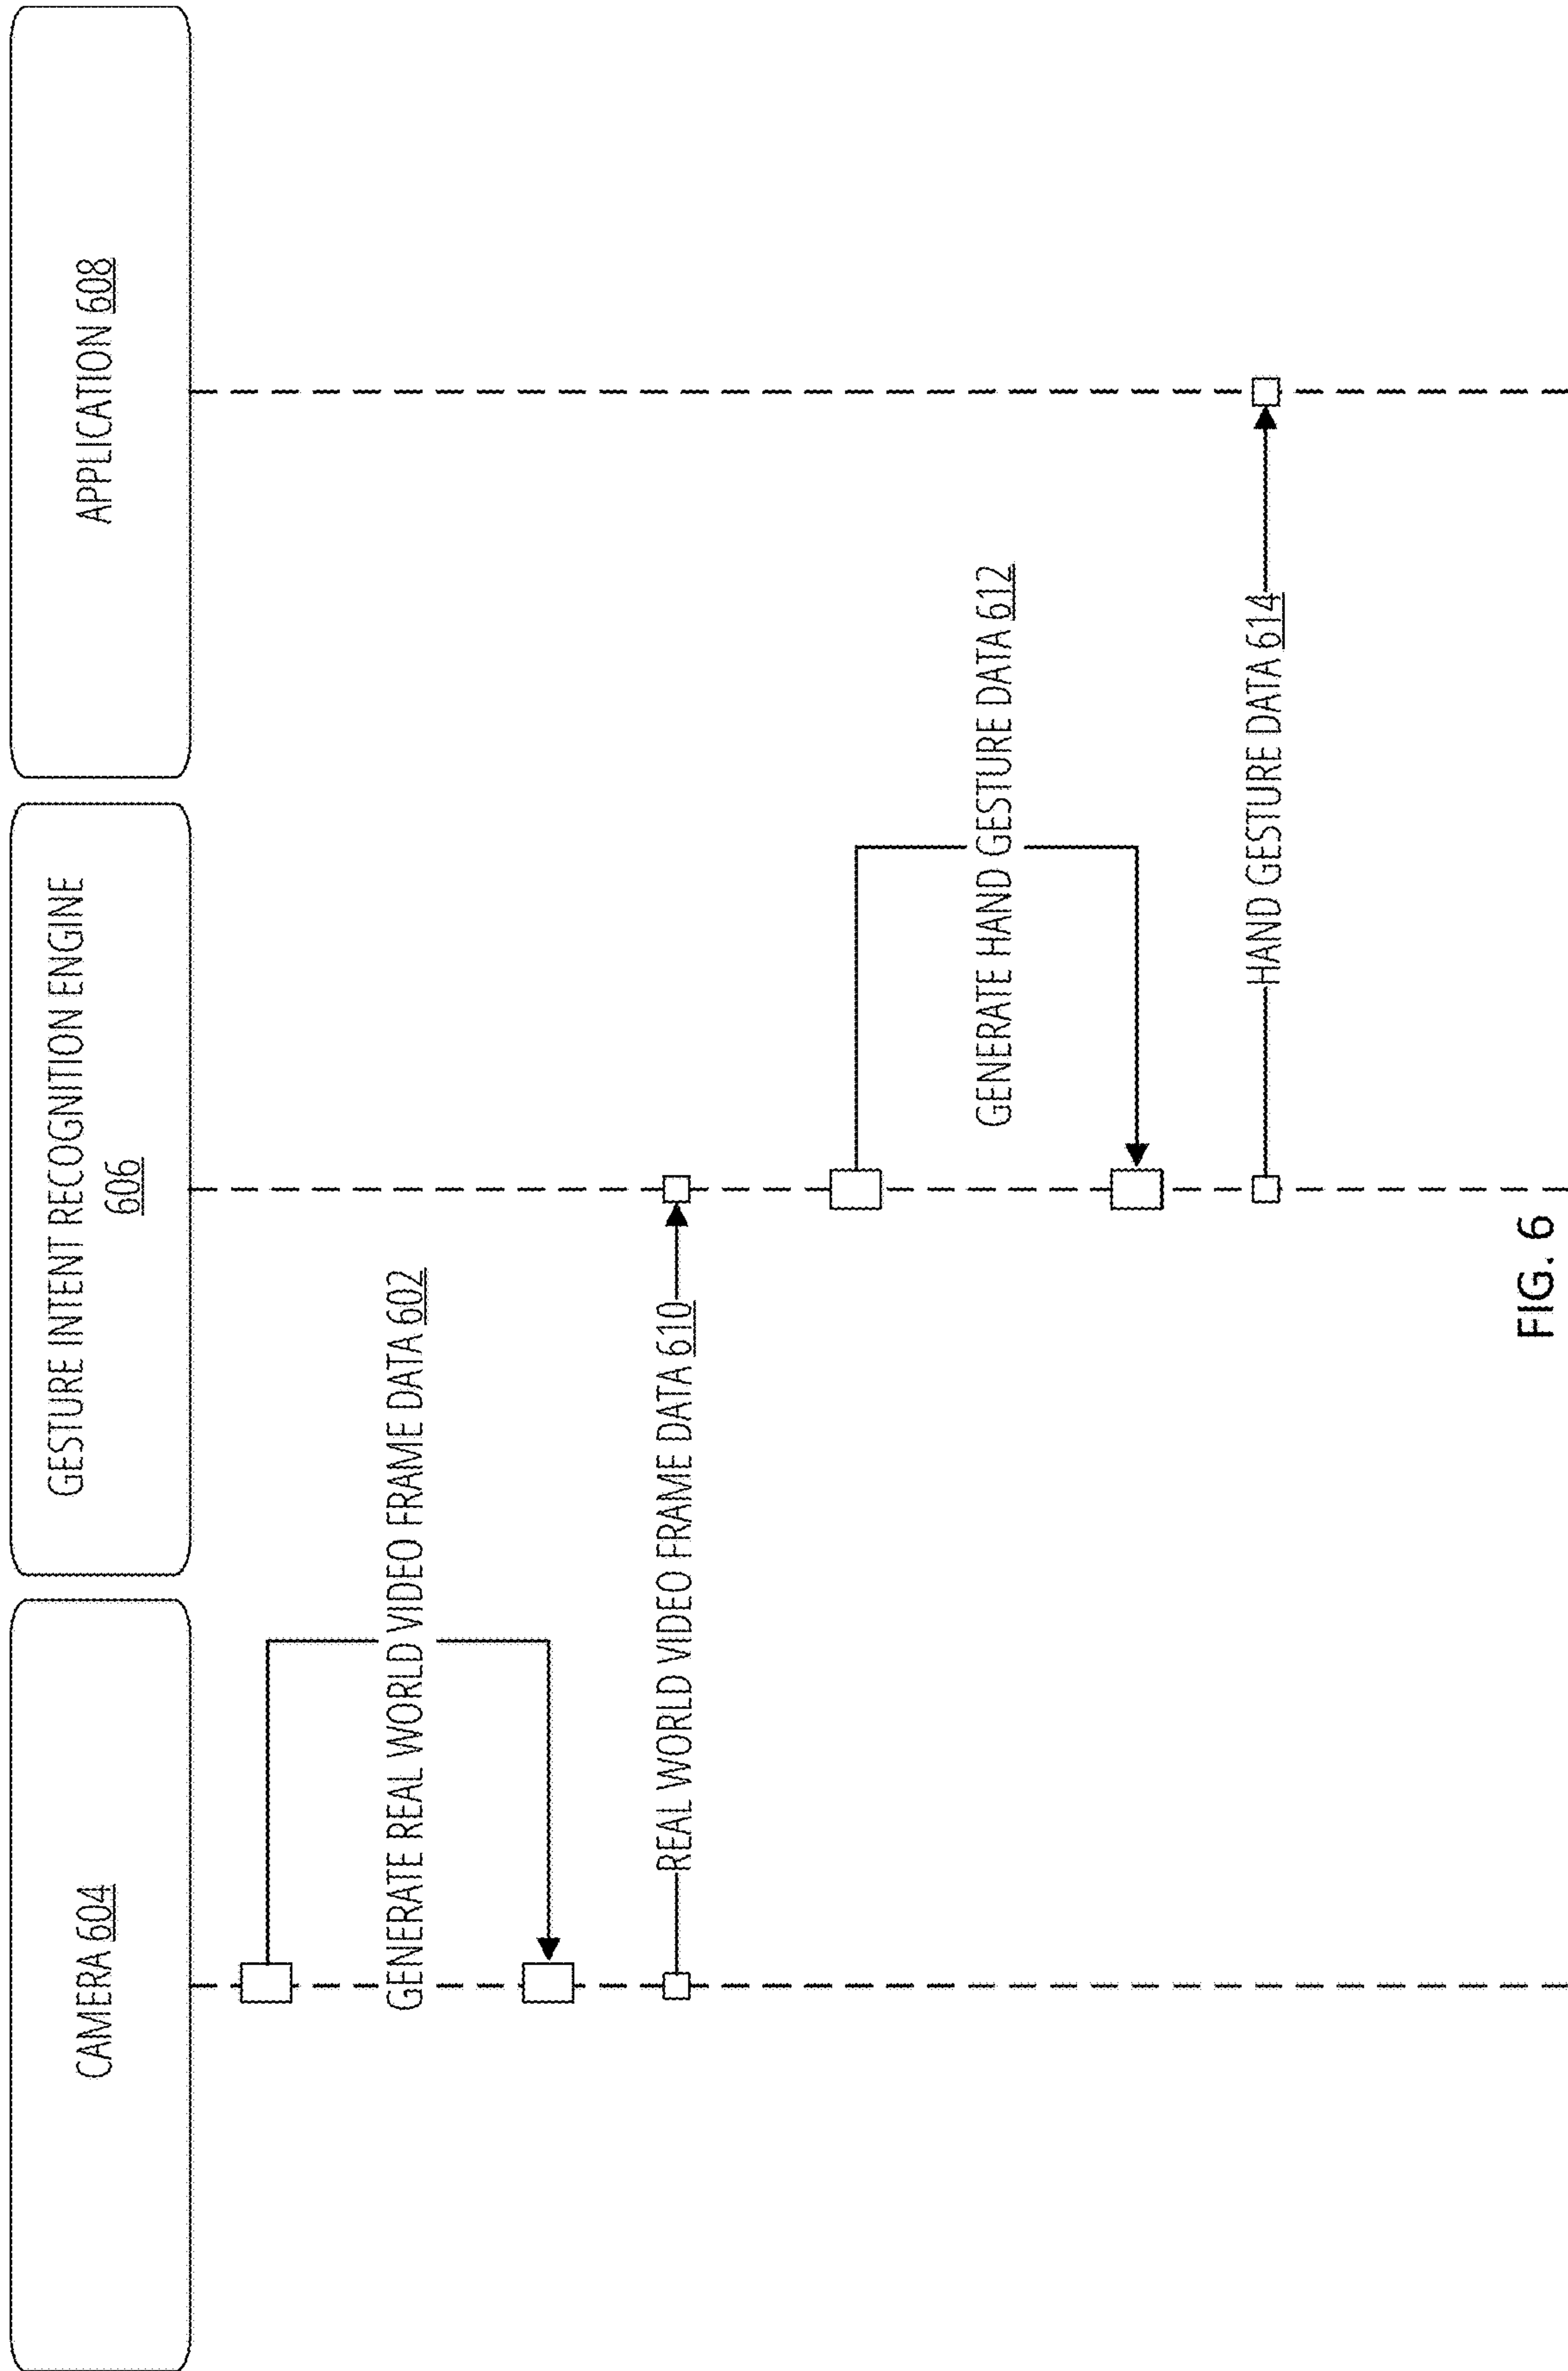 CAMERA 604
GESTURE INTENT RECOGNITION ENGINE
606
APPLICATION 608
GENERATE REAL WORLD VIDEO FRAME DATA 602
REAL WORLD VIDEO FRAME DATA 610
GENERATE HAND GESTURE DATA 612
HAND GESTURE DATA 614
FIG. 6